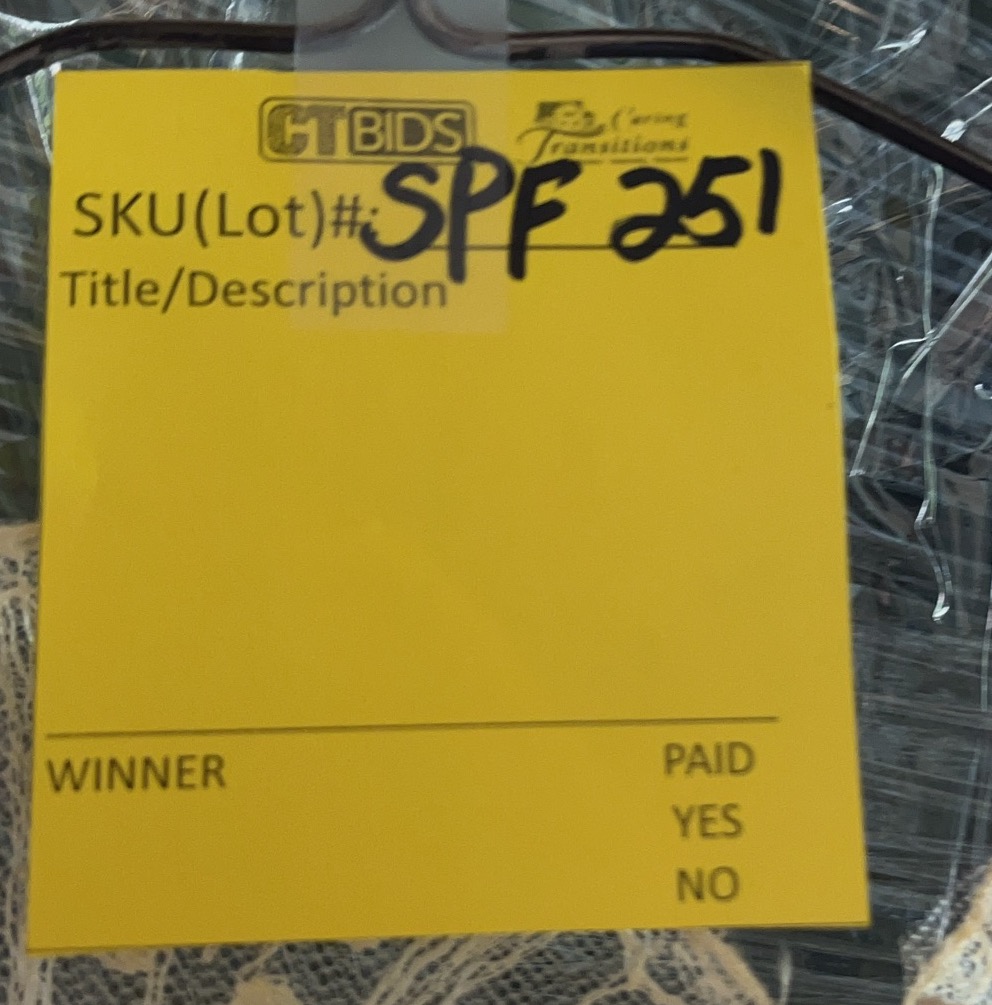 CTBIDS
Caring
Transitions
SKU(Lot)#: SPF 251
Title/Description
WINNER
PAID
YES
NO